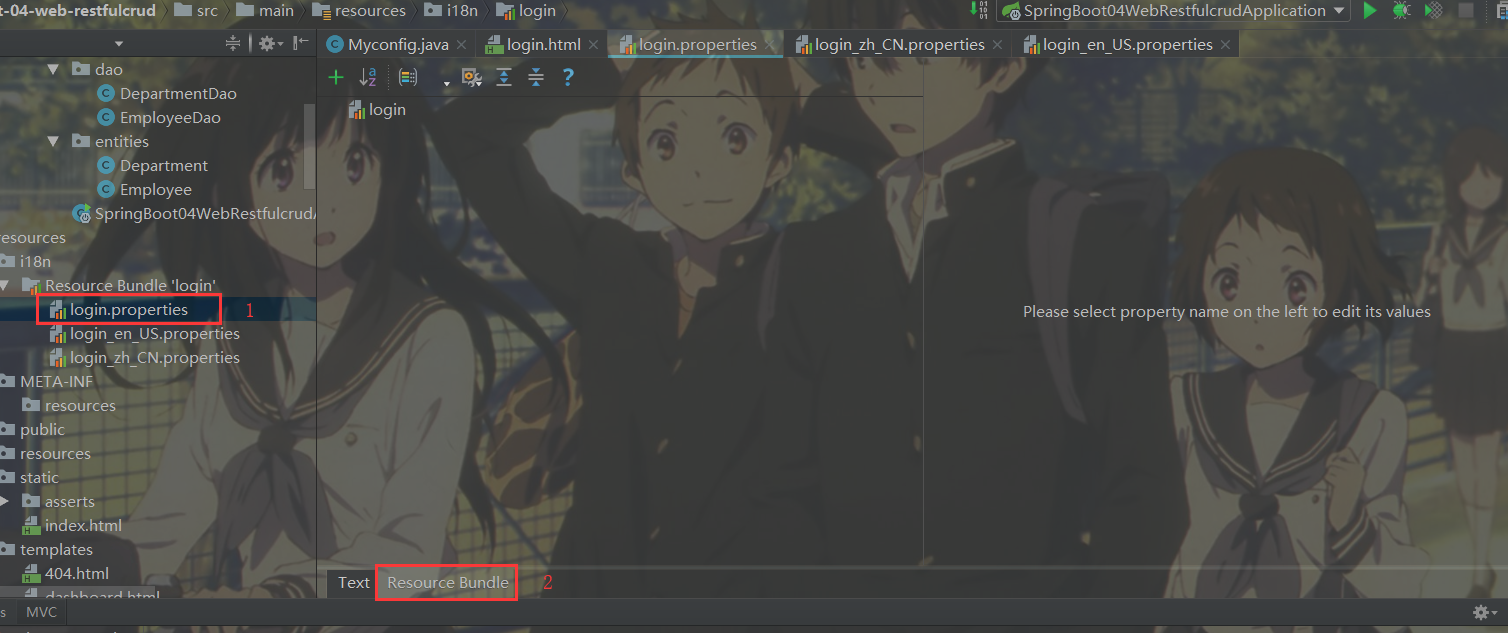 t-04-web-restfulcrud src main resources i18n login SpringBoot04WebRestfulcrudApplication
Myconfig.java login.html login.properties login_zh_CN.properties login_en_US.properties
dao
DepartmentDao
EmployeeDao
entities
Department
Employee
SpringBoot04WebRestfulcrud
resources
i18n
Resource Bundle 'login'
login.properties 1
login_en_US.properties
login_zh_CN.properties
META-INF
resources
public
resources
static
asserts
index.html
templates
404.html
dashboard.html
login
Please select property name on the left to edit its values
Text Resource Bundle 2
s MVC